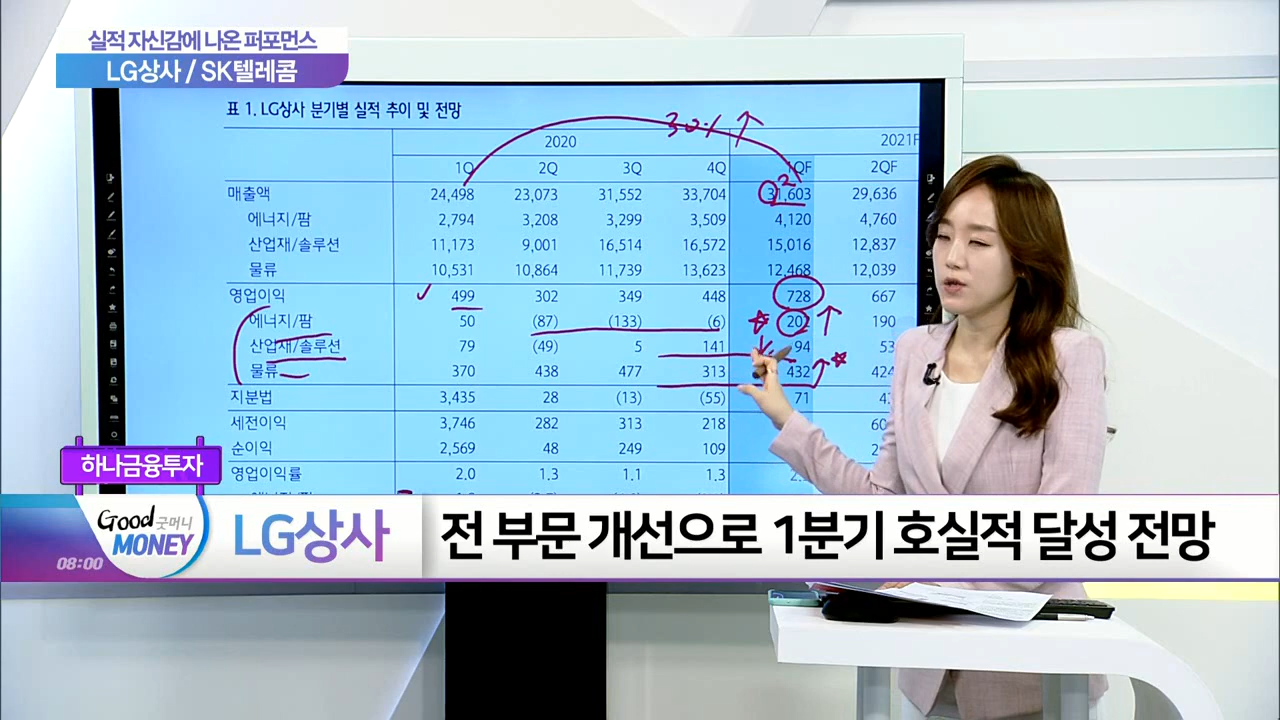 실적 자신감에 나온 퍼포먼스
LG상사 / SK텔레콤
표 1. LG상사 분기별 실적 추이 및 전망
30% ↑
2020 2021F
1Q 2Q 3Q 4Q 1QF 2QF
매출액 24,498 23,073 31,552 33,704 31,603 29,636
에너지/팜 2,794 3,208 3,299 3,509 4,120 4,760
산업재/솔루션 11,173 9,001 16,514 16,572 15,016 12,837
물류 10,531 10,864 11,739 13,623 12,468 12,039
영업이익 499 302 349 448 728 667
에너지/팜 50 (87) (133) (6) 202 190
산업재/솔루션 79 (49) 5 141 94 53
물류 370 438 477 313 432 424
지분법 3,435 28 (13) (55) 71
세전이익 3,746 282 313 218
순이익 2,569 48 249 109
영업이익률 2.0 1.3 1.1 1.3
하나금융투자
Good 굿머니
MONEY
08:00
LG상사
전 부문 개선으로 1분기 호실적 달성 전망